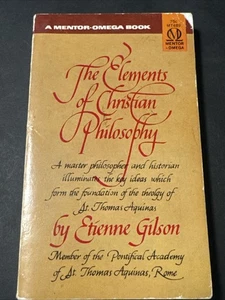 A MENTOR-OMEGA BOOK
MENTOR
OMEGA
The Elements
of Christian
Philosophy
A master philosopher and historian
illuminates the key ideas which
form the foundation of the theology of
St. Thomas Aquinas
by Etienne Gilson
Member of the Pontifical Academy
of St. Thomas Aquinas, Rome